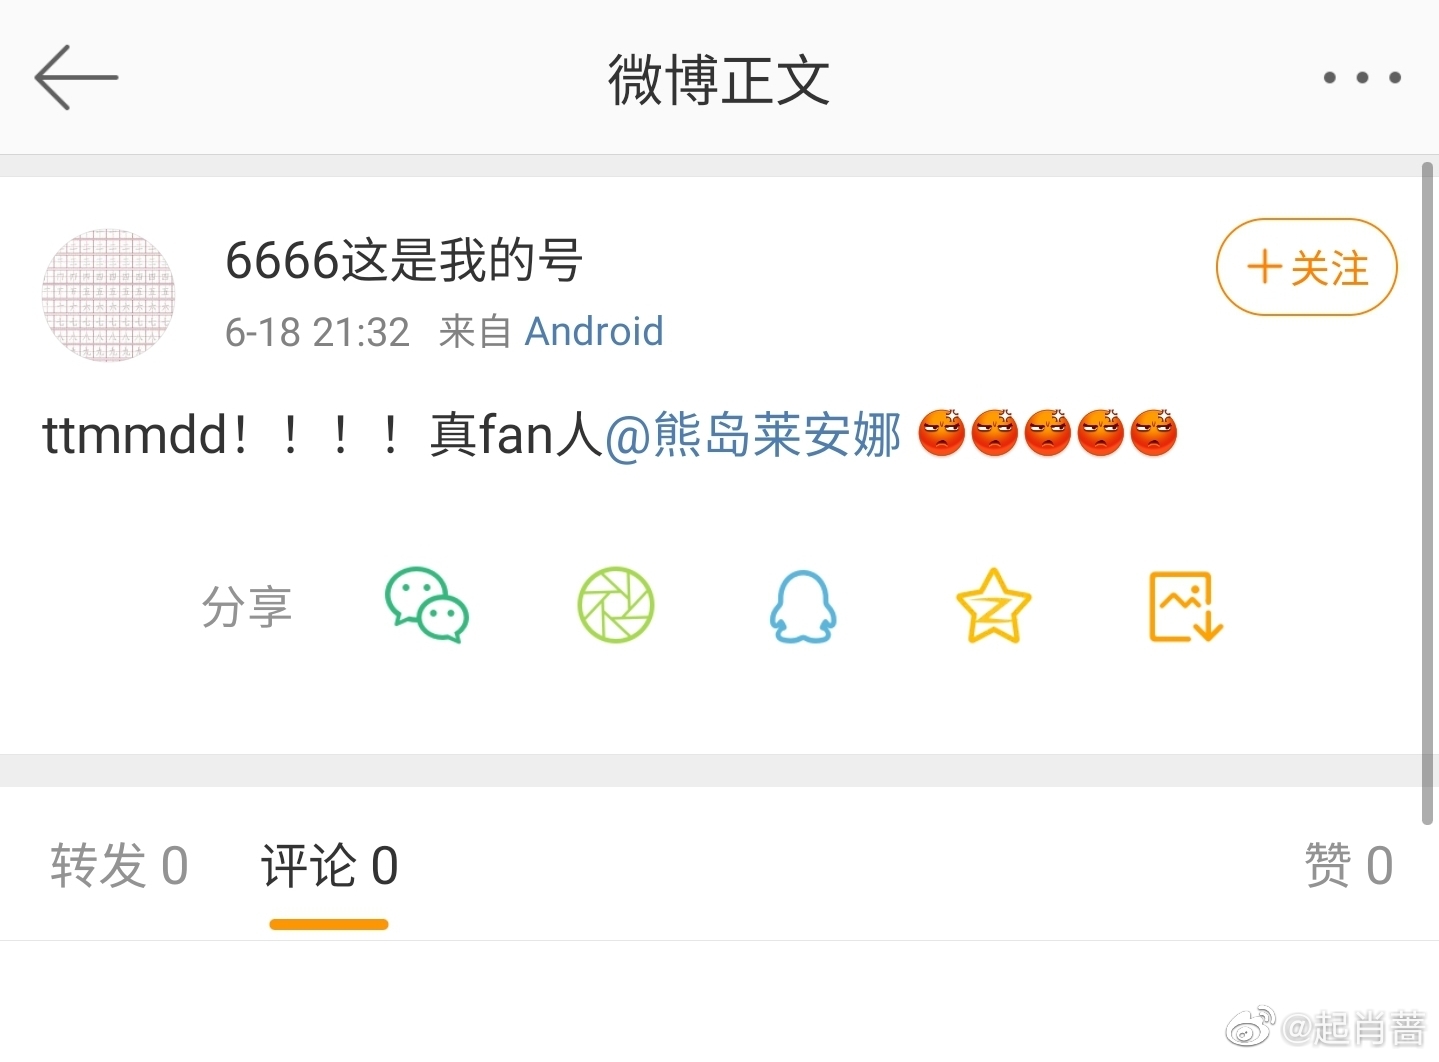 微博正文
6666这是我的号
+关注
6-18 21:32 来自 Android
ttmmdd！！！！真fan人@熊岛莱安娜
分享
转发 0 评论 0 赞 0
@起肖蔷